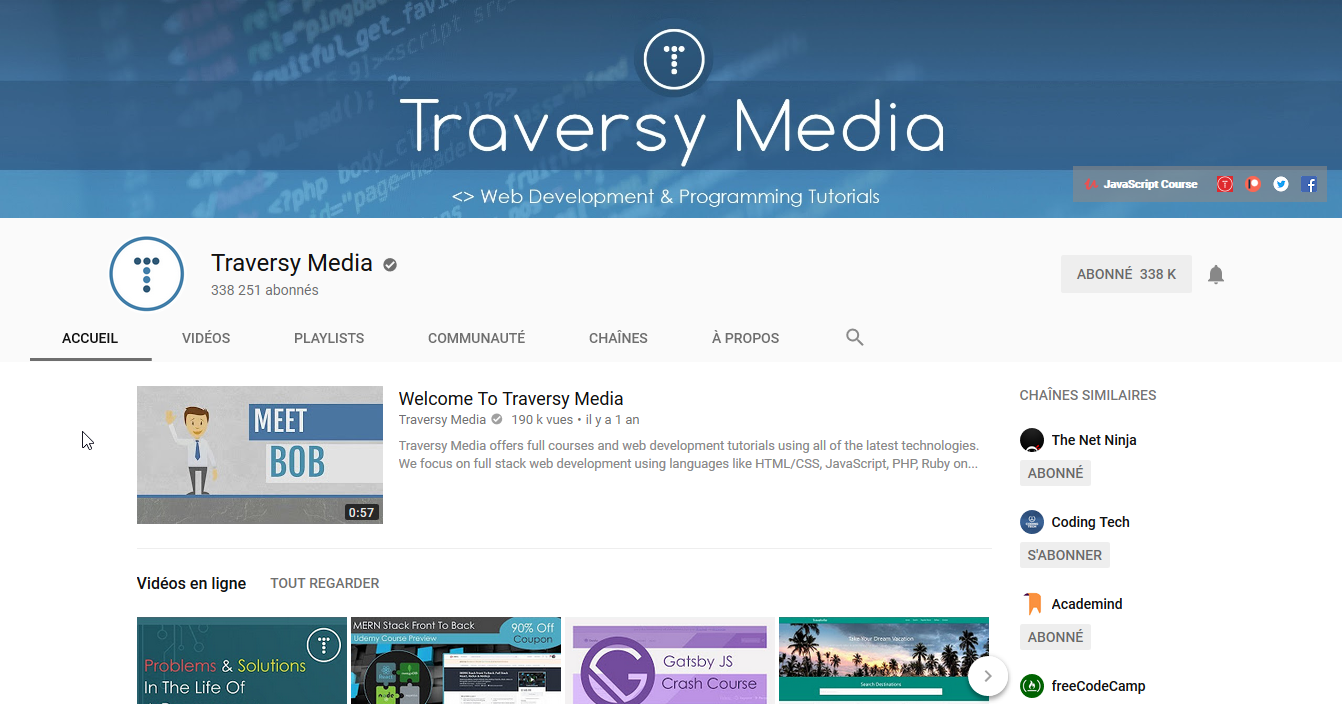 Traversy Media
<> Web Development & Programming Tutorials
JavaScript Course
Traversy Media
338 251 abonnés
ABONNÉ 338 K
ACCUEIL VIDÉOS PLAYLISTS COMMUNAUTÉ CHAÎNES À PROPOS
MEET
BOB
0:57
Welcome To Traversy Media
Traversy Media 190 k vues • il y a 1 an
Traversy Media offers full courses and web development tutorials using all of the latest technologies.
We focus on full stack web development using languages like HTML/CSS, JavaScript, PHP, Ruby on...
CHAÎNES SIMILAIRES
The Net Ninja
ABONNÉ
Coding Tech
S'ABONNER
Academind
ABONNÉ
freeCodeCamp
Vidéos en ligne TOUT REGARDER
Problems & Solutions
In The Life Of
MERN Stack Front To Back
Udemy Course Preview
90% Off
Coupon
Gatsby JS
Crash Course
Take Your Dream Vacation
Search Destinations